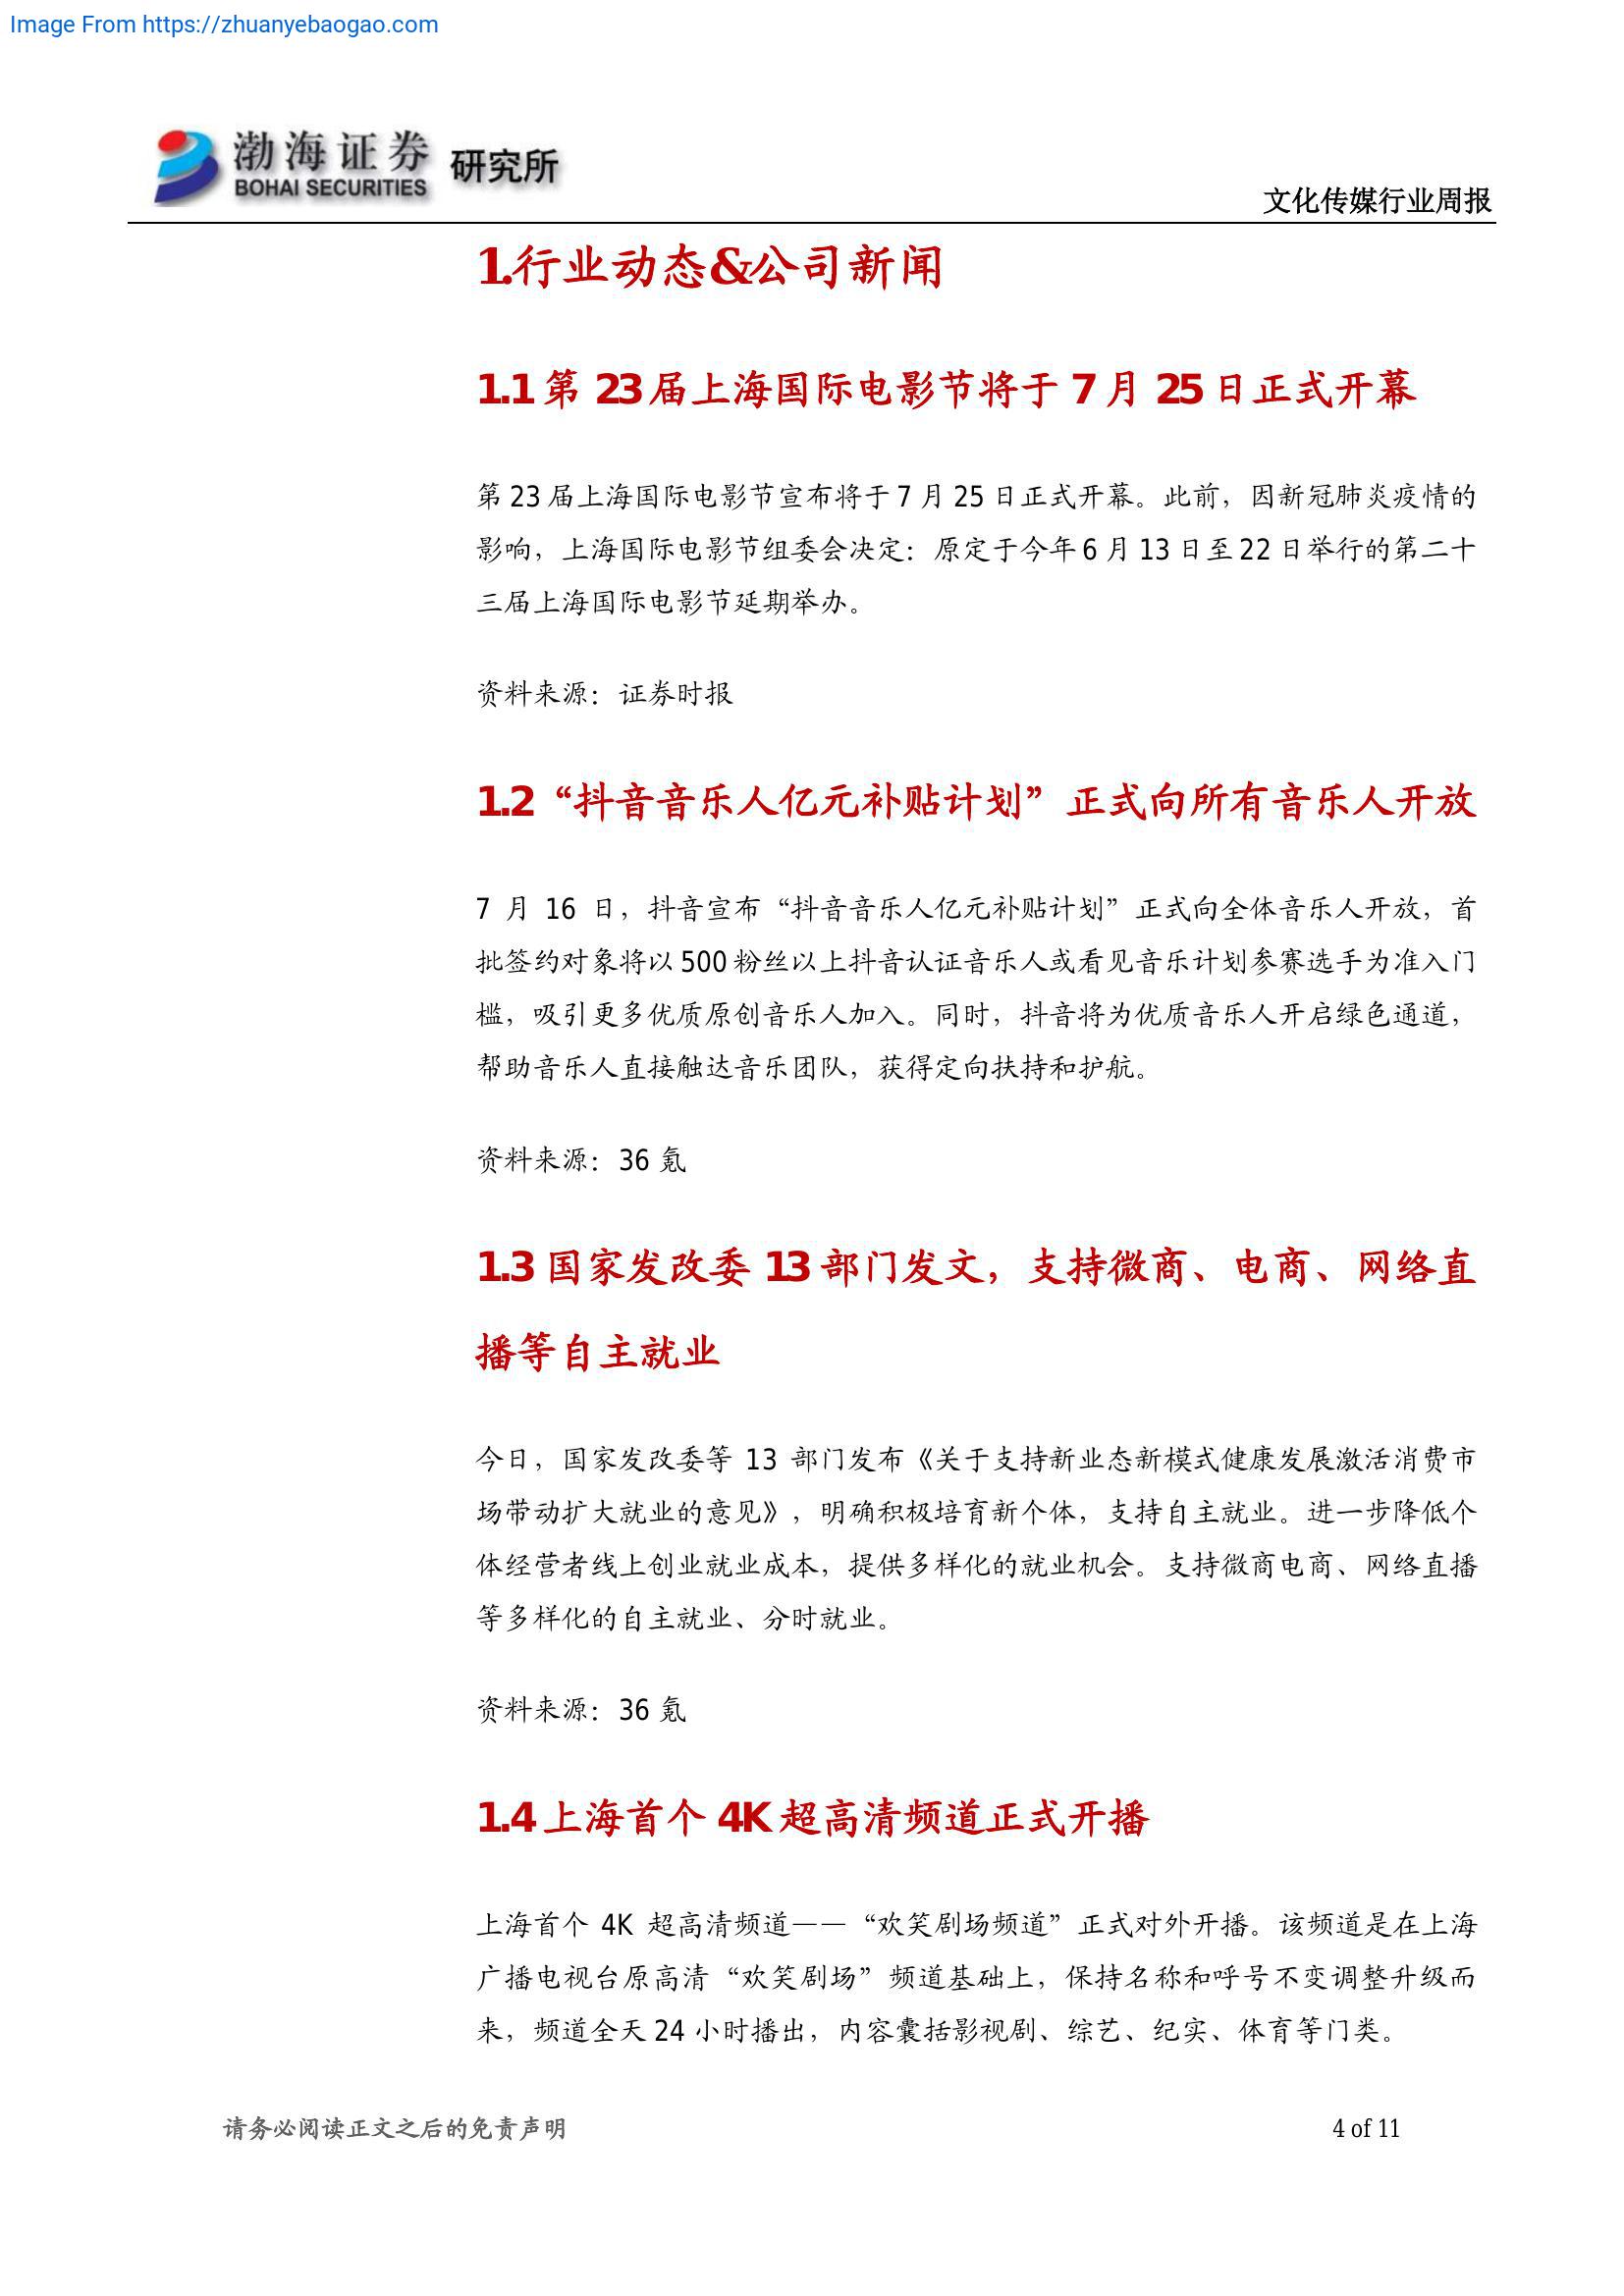 Image From https://zhuanyebaogao.com
渤海证券
BOHAI SECURITIES
研究所
文化传媒行业周报
1.行业动态&公司新闻
1.1 第 23 届上海国际电影节将于 7 月 25 日正式开幕
第 23 届上海国际电影节宣布将于 7 月 25 日正式开幕。此前，因新冠肺炎疫情的
影响，上海国际电影节组委会决定：原定于今年 6 月 13 日至 22 日举行的第二十
三届上海国际电影节延期举办。
资料来源：证券时报
1.2 “抖音音乐人亿元补贴计划”正式向所有音乐人开放
7 月 16 日，抖音宣布“抖音音乐人亿元补贴计划”正式向全体音乐人开放，首
批签约对象将以 500 粉丝以上抖音认证音乐人或看见音乐计划参赛选手为准入门
槛，吸引更多优质原创音乐人加入。同时，抖音将为优质音乐人开启绿色通道，
帮助音乐人直接触达音乐团队，获得定向扶持和护航。
资料来源：36 氪
1.3 国家发改委 13 部门发文，支持微商、电商、网络直
播等自主就业
今日，国家发改委等 13 部门发布《关于支持新业态新模式健康发展激活消费市
场带动扩大就业的意见》，明确积极培育新个体，支持自主就业。进一步降低个
体经营者线上创业就业成本，提供多样化的就业机会。支持微商电商、网络直播
等多样化的自主就业、分时就业。
资料来源：36 氪
1.4 上海首个 4K 超高清频道正式开播
上海首个 4K 超高清频道——“欢笑剧场频道”正式对外开播。该频道是在上海
广播电视台原高清“欢笑剧场”频道基础上，保持名称和呼号不变调整升级而
来，频道全天 24 小时播出，内容囊括影视剧、综艺、纪实、体育等门类。
请务必阅读正文之后的免责声明
4 of 11